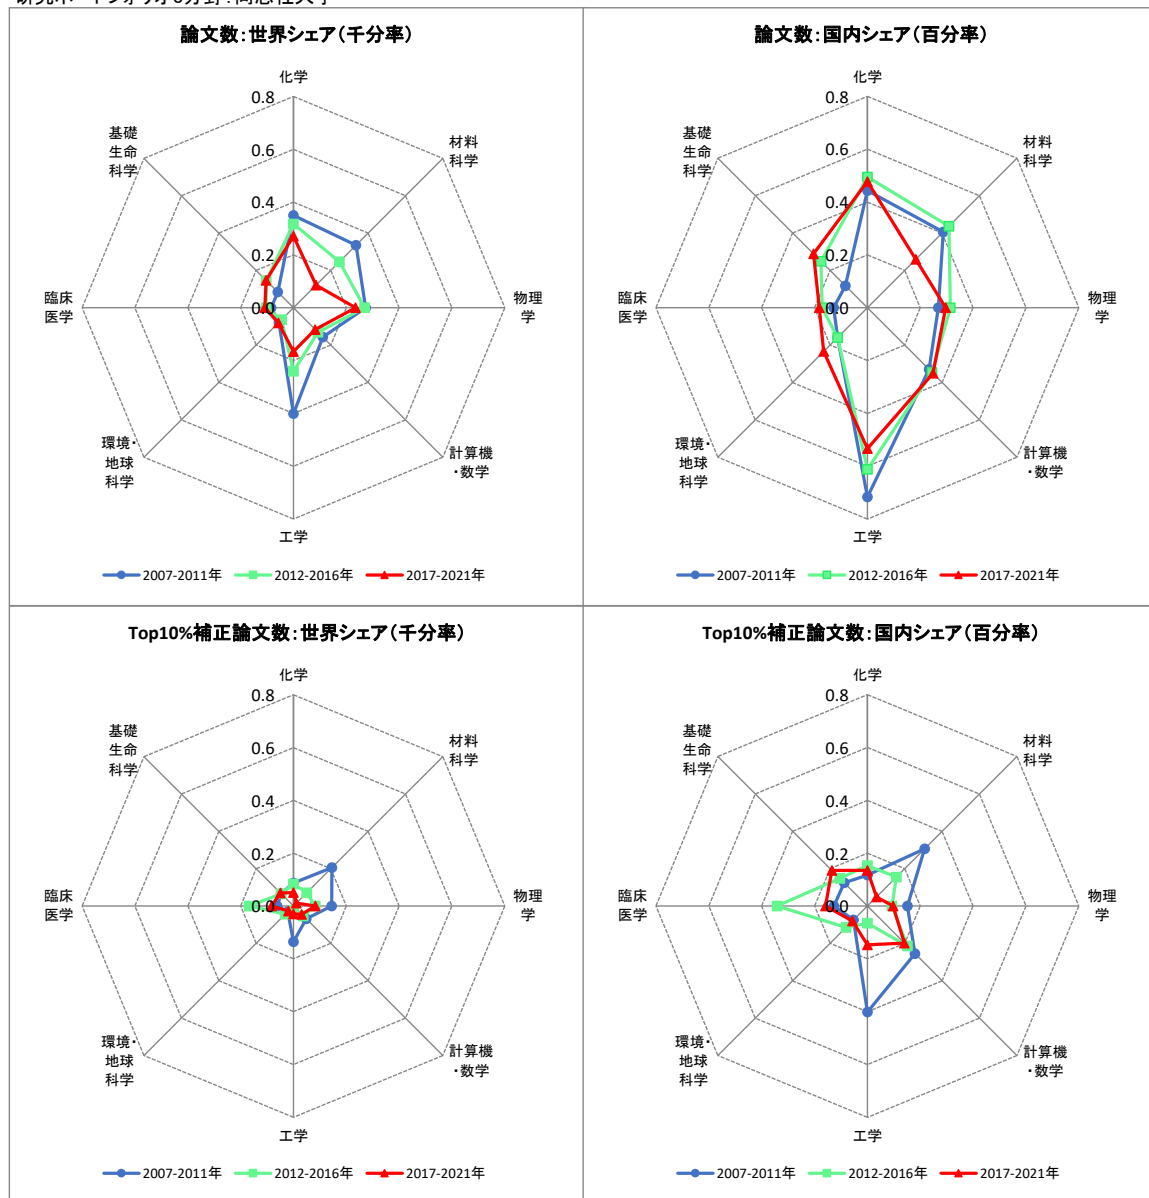 論文数:世界シェア(千分率)
化学
0.8
0.6
0.4
0.2
0.0
材料
科学
物理
学
計算機
・数学
工学
環境・
地球
科学
臨床
医学
基礎
生命
科学
2007-2011年 2012-2016年 2017-2021年
論文数:国内シェア(百分率)
化学
0.8
0.6
0.4
0.2
0.0
材料
科学
物理
学
計算機
・数学
工学
環境・
地球
科学
臨床
医学
基礎
生命
科学
2007-2011年 2012-2016年 2017-2021年
Top10%補正論文数:世界シェア(千分率)
化学
0.8
0.6
0.4
0.2
0.0
材料
科学
物理
学
計算機
・数学
工学
環境・
地球
科学
臨床
医学
基礎
生命
科学
2007-2011年 2012-2016年 2017-2021年
Top10%補正論文数:国内シェア(百分率)
化学
0.8
0.6
0.4
0.2
0.0
材料
科学
物理
学
計算機
・数学
工学
環境・
地球
科学
臨床
医学
基礎
生命
科学
2007-2011年 2012-2016年 2017-2021年